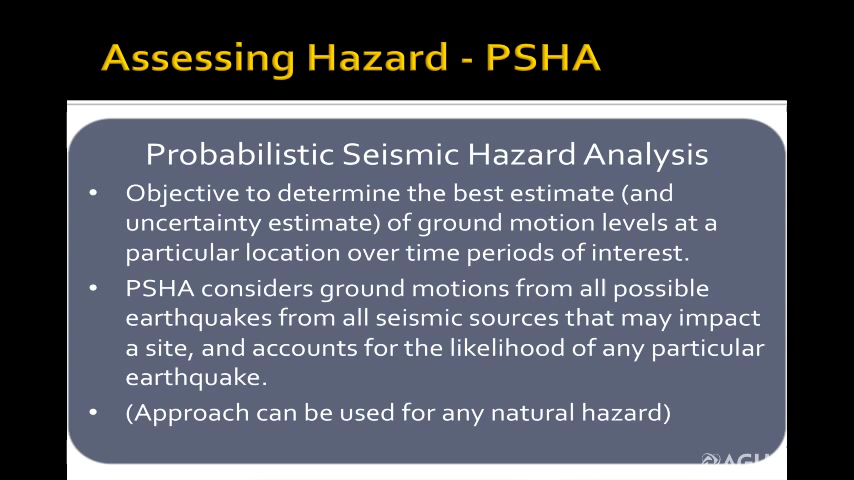 Assessing Hazard - PSHA
Probabilistic Seismic Hazard Analysis
• Objective to determine the best estimate (and
uncertainty estimate) of ground motion levels at a
particular location over time periods of interest.
• PSHA considers ground motions from all possible
earthquakes from all seismic sources that may impact
a site, and accounts for the likelihood of any particular
earthquake.
• (Approach can be used for any natural hazard)
AGU